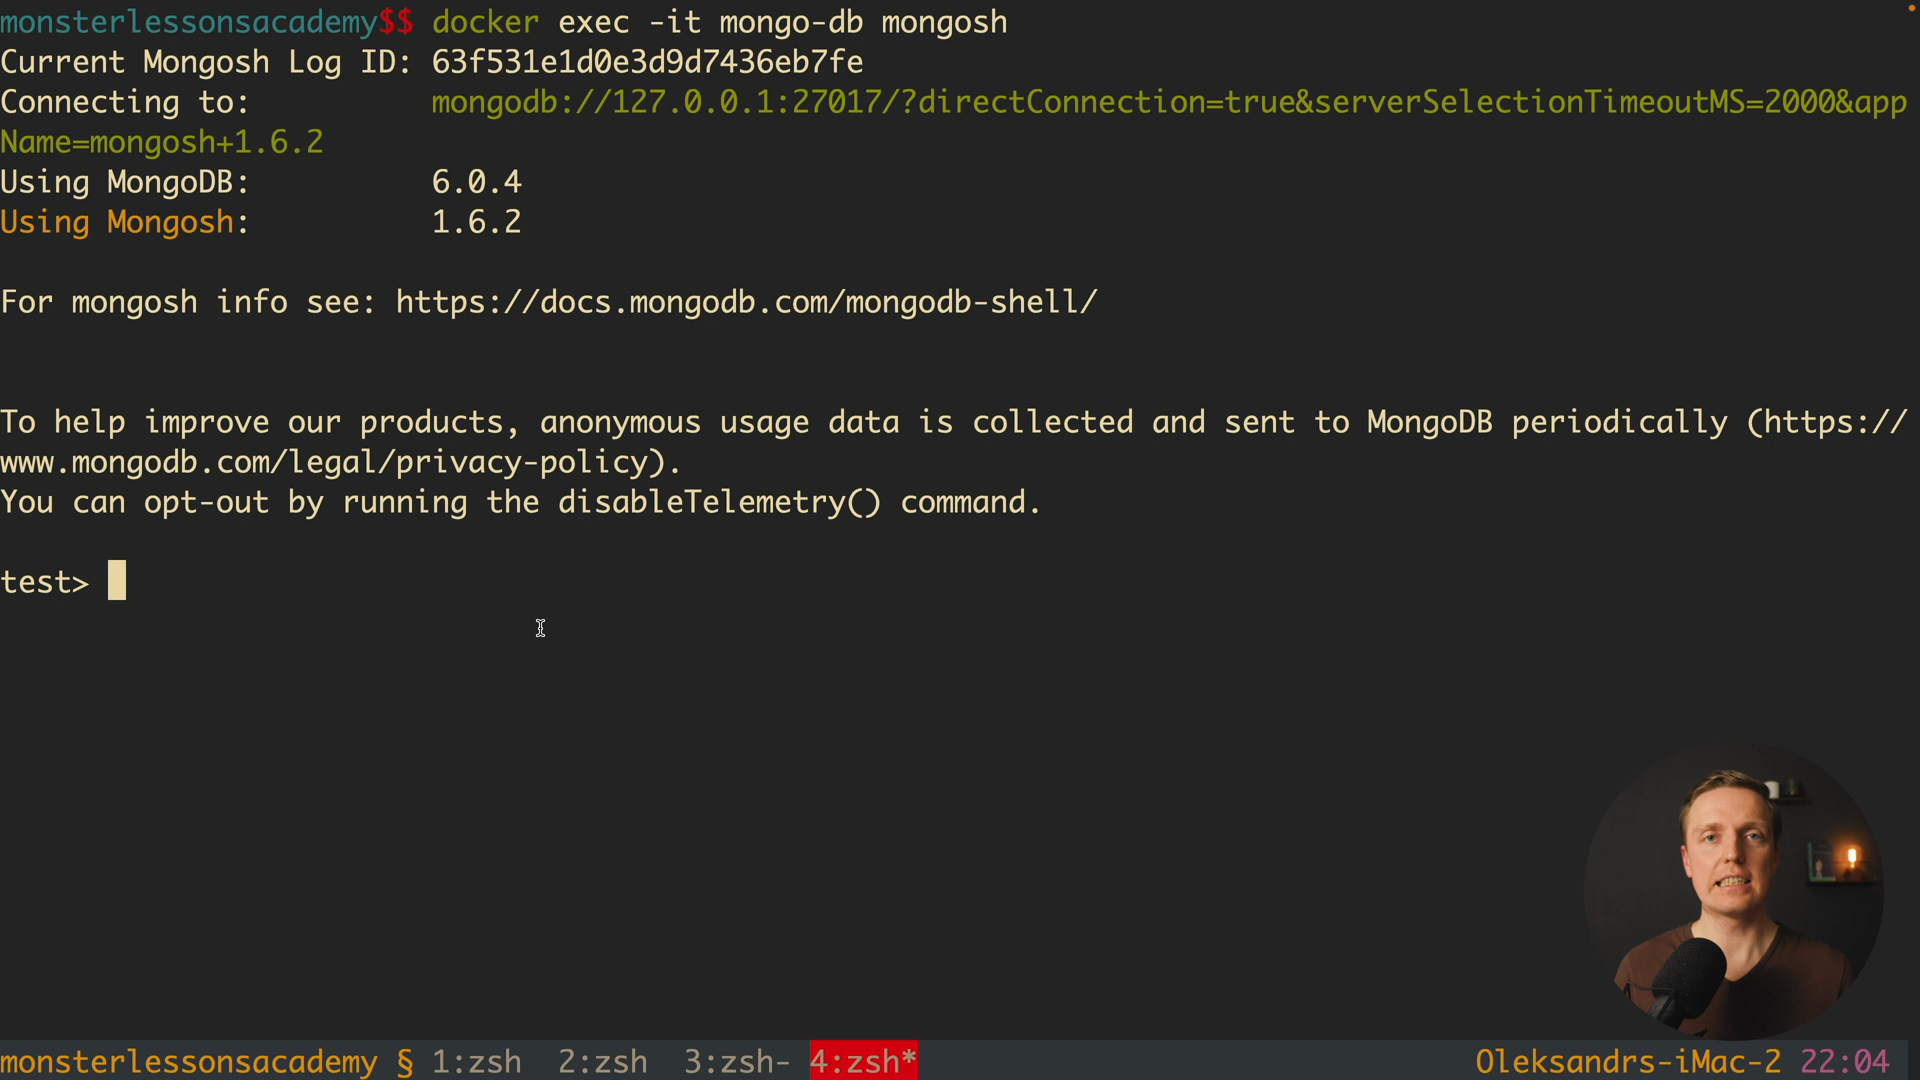 monsterlessonsacademy$$ docker exec -it mongo-db mongosh
Current Mongosh Log ID: 63f531e1d0e3d9d7436eb7fe
Connecting to: mongodb://127.0.0.1:27017/?directConnection=true&serverSelectionTimeoutMS=2000&app
Name=mongosh+1.6.2
Using MongoDB: 6.0.4
Using Mongosh: 1.6.2
For mongosh info see: https://docs.mongodb.com/mongodb-shell/
To help improve our products, anonymous usage data is collected and sent to MongoDB periodically (https://
www.mongodb.com/legal/privacy-policy).
You can opt-out by running the disableTelemetry() command.
test>
monsterlessonsacademy § 1:zsh 2:zsh 3:zsh- 4:zsh* Oleksandrs-iMac-2 22:04